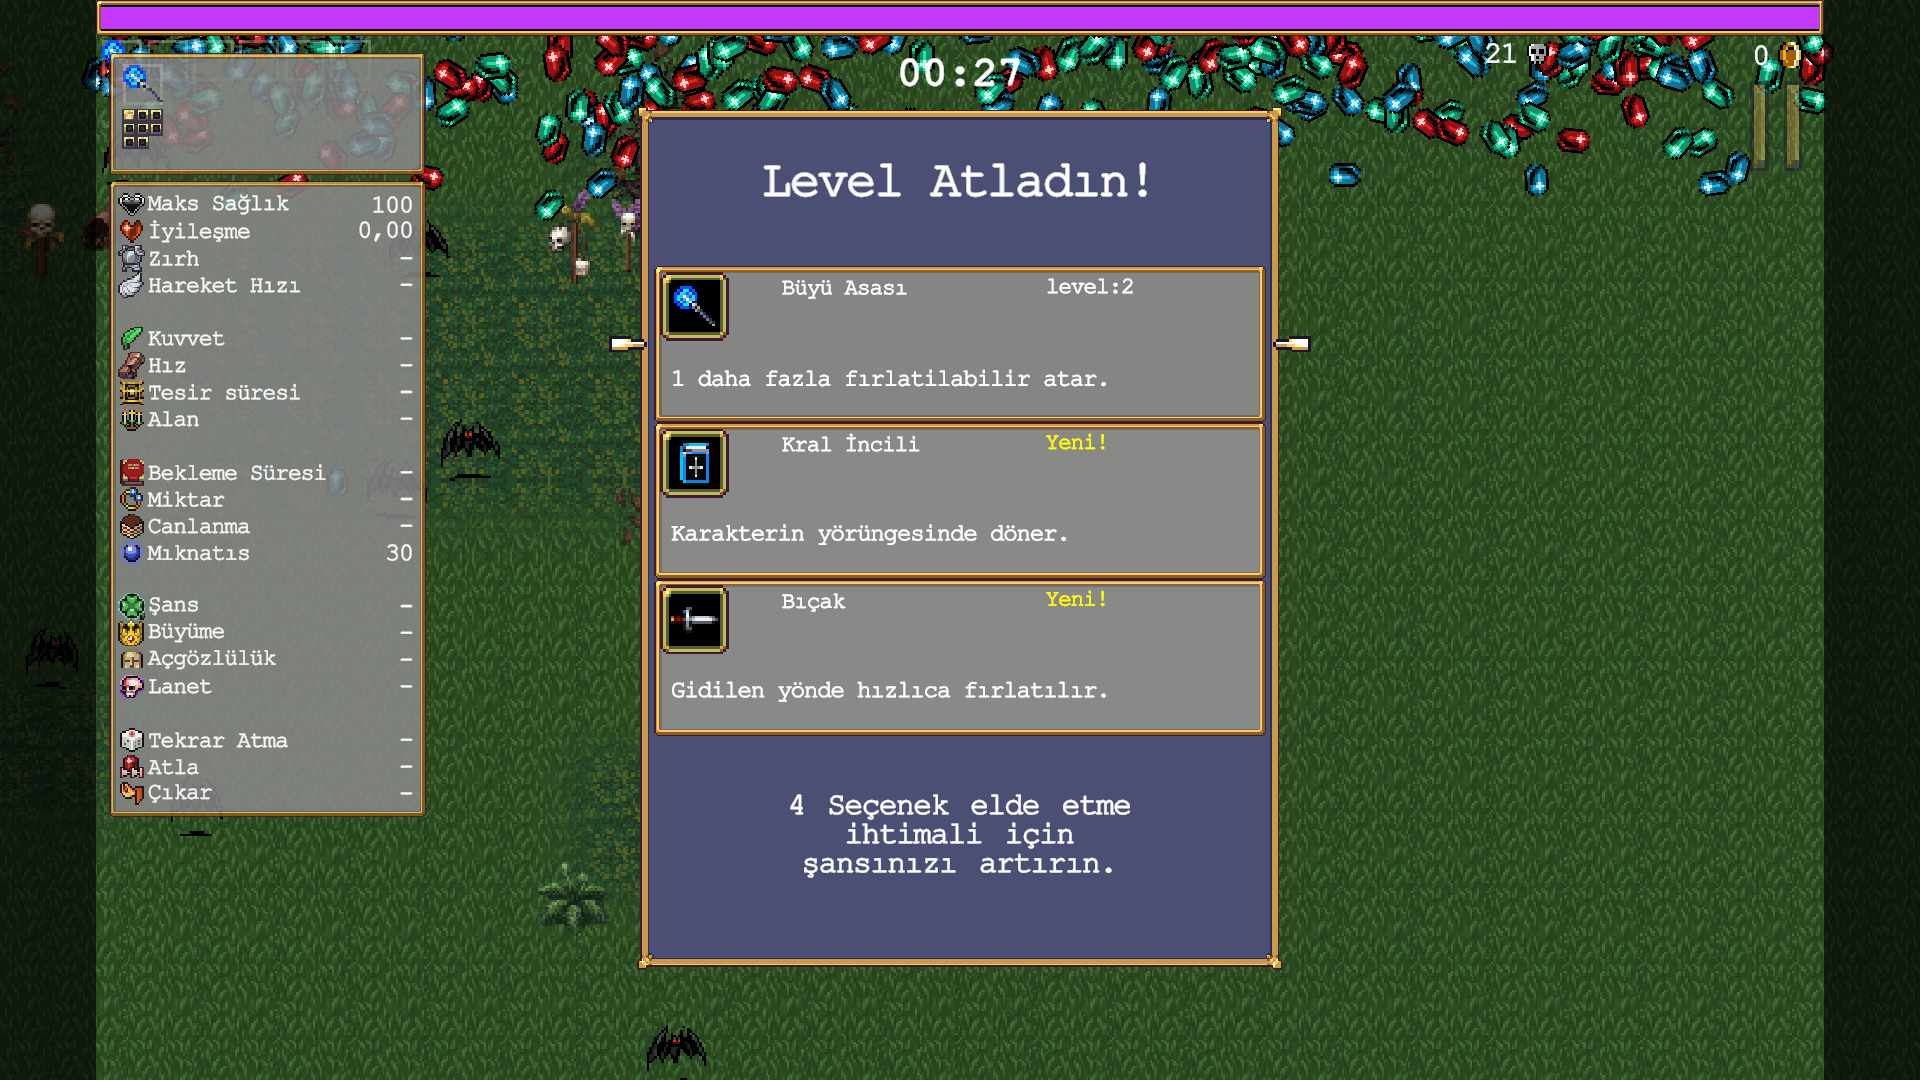 00:27
21
0
Maks Sağlık 100
İyileşme 0,00
Zırh -
Hareket Hızı -
Kuvvet -
Hız -
Tesir süresi -
Alan -
Bekleme Süresi -
Miktar -
Canlanma -
Mıknatıs 30
Şans -
Büyüme -
Açgözlülük -
Lanet -
Tekrar Atma -
Atla -
Çıkar -
Level Atladın!
Büyü Asası level:2
1 daha fazla fırlatilabilir atar.
Kral İncili Yeni!
Karakterin yörüngesinde döner.
Bıçak Yeni!
Gidilen yönde hızlıca fırlatılır.
4 Seçenek elde etme
ihtimali için
şansınızı artırın.